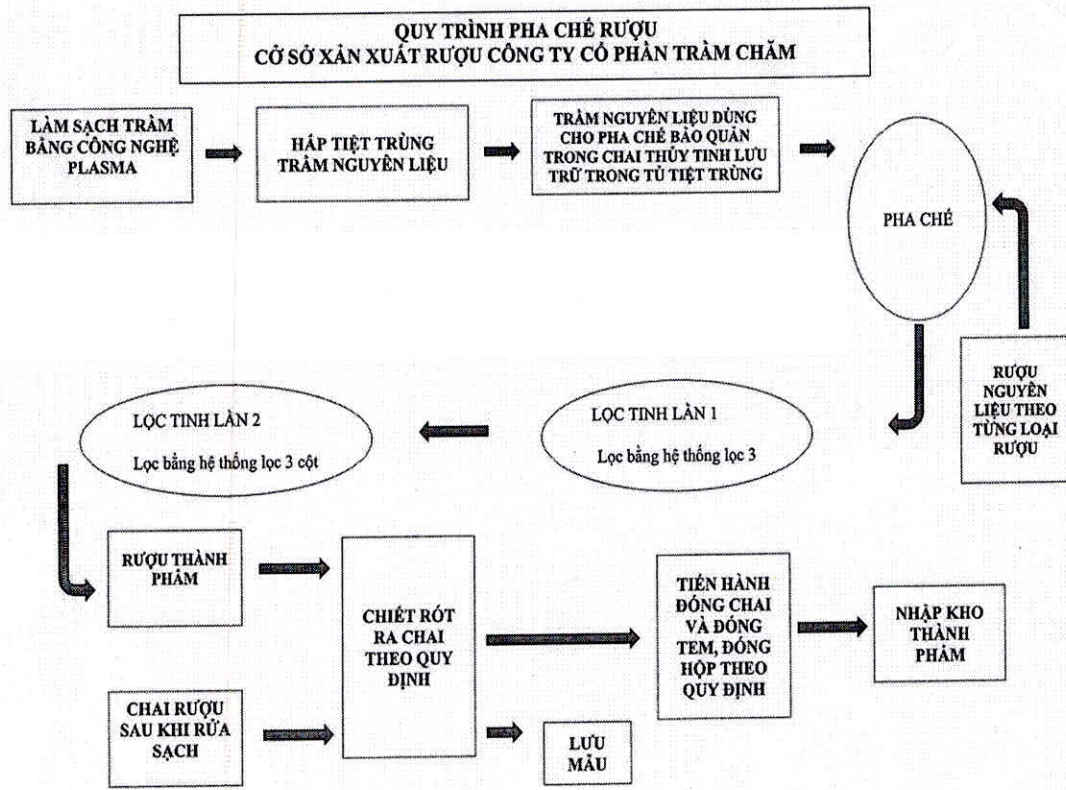 QUY TRÌNH PHA CHẾ RƯỢU
CỞ SỞ XẢN XUẤT RƯỢU CÔNG TY CỔ PHẦN TRẦM CHĂM
LÀM SẠCH TRẦM
BẰNG CÔNG NGHỆ
PLASMA
HẤP TIỆT TRÙNG
TRẦM NGUYÊN LIỆU
TRẦM NGUYÊN LIỆU DÙNG
CHO PHA CHẾ BẢO QUẢN
TRONG CHAI THỦY TINH LƯU
TRỮ TRONG TỦ TIỆT TRÙNG
PHA CHẾ
RƯỢU
NGUYÊN
LIỆU THEO
TỪNG LOẠI
RƯỢU
LỌC TINH LẦN 1
Lọc bằng hệ thống lọc 3
LỌC TINH LẦN 2
Lọc bằng hệ thống lọc 3 cột
RƯỢU THÀNH
PHẨM
CHAI RƯỢU
SAU KHI RỬA
SẠCH
CHIẾT RÓT
RA CHAI
THEO QUY
ĐỊNH
LƯU
MẪU
TIẾN HÀNH
ĐÓNG CHAI
VÀ ĐÓNG
TEM, ĐÓNG
HỘP THEO
QUY ĐỊNH
NHẬP KHO
THÀNH
PHẨM